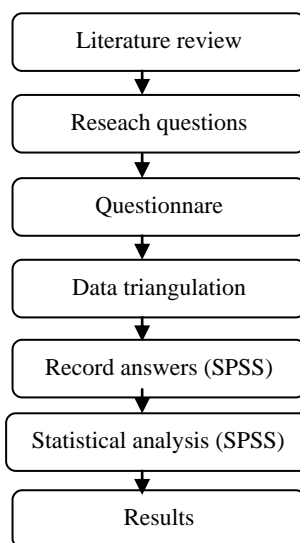 Literature review
Reseach questions
Questionnare
Data triangulation
Record answers (SPSS)
Statistical analysis (SPSS)
Results